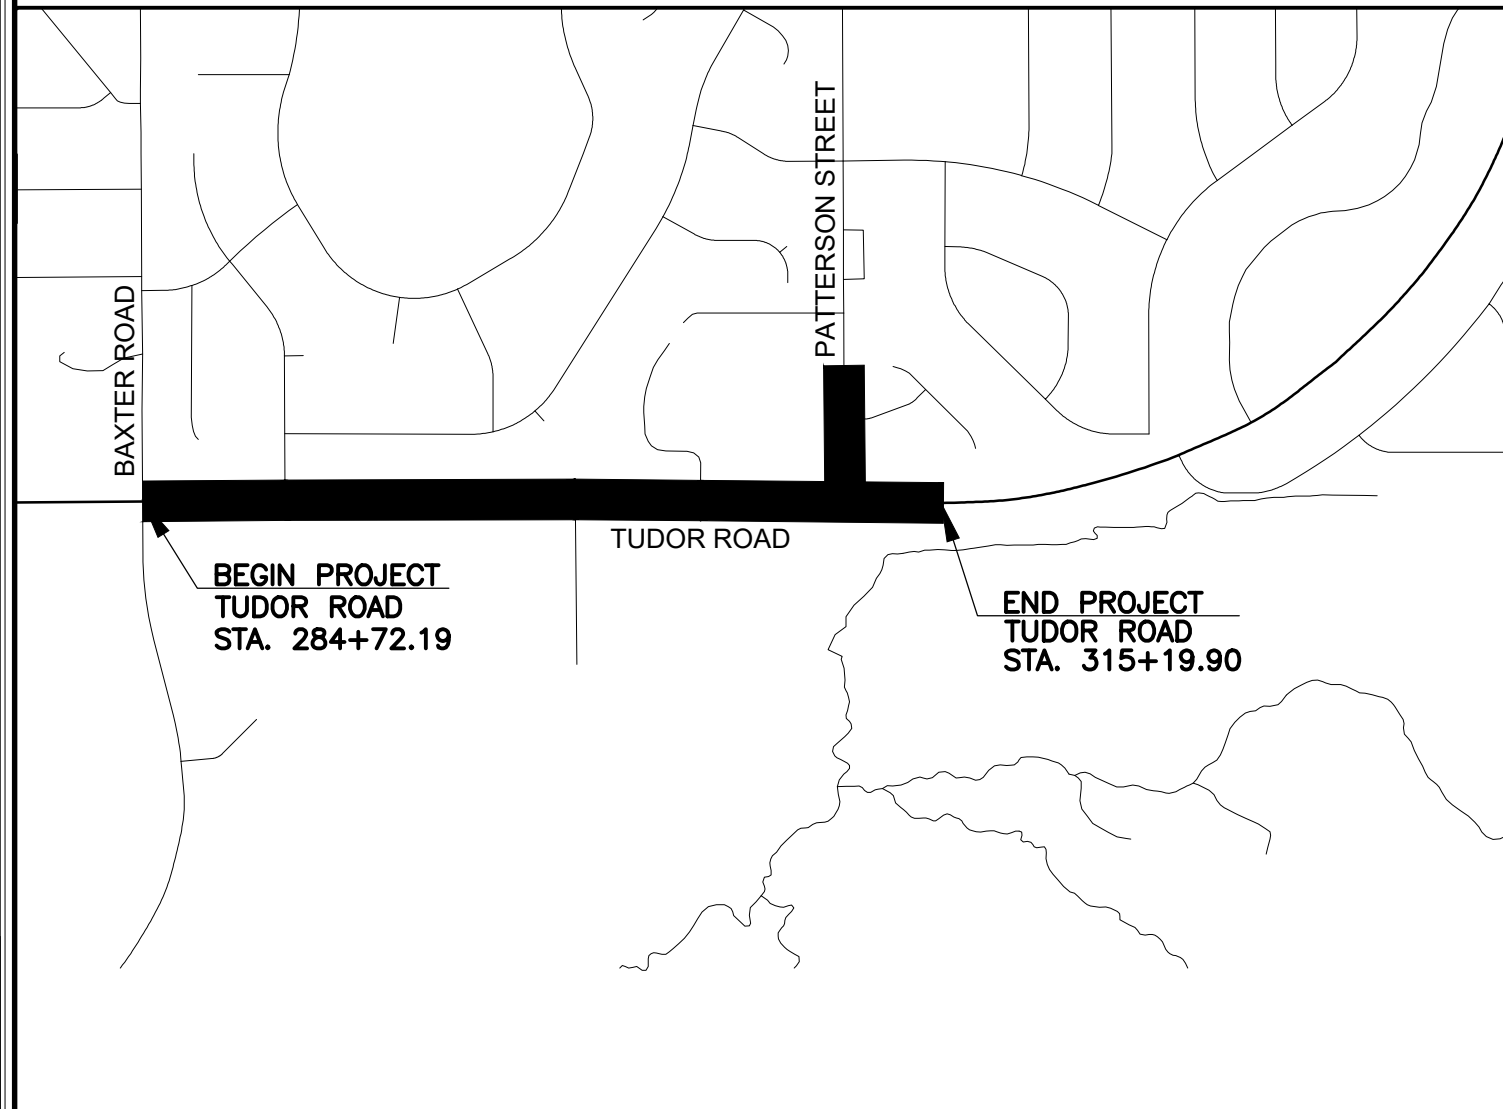 PATTERSON STREET
BAXTER ROAD
TUDOR ROAD
BEGIN PROJECT
TUDOR ROAD
STA. 284+72.19
END PROJECT
TUDOR ROAD
STA. 315+19.90